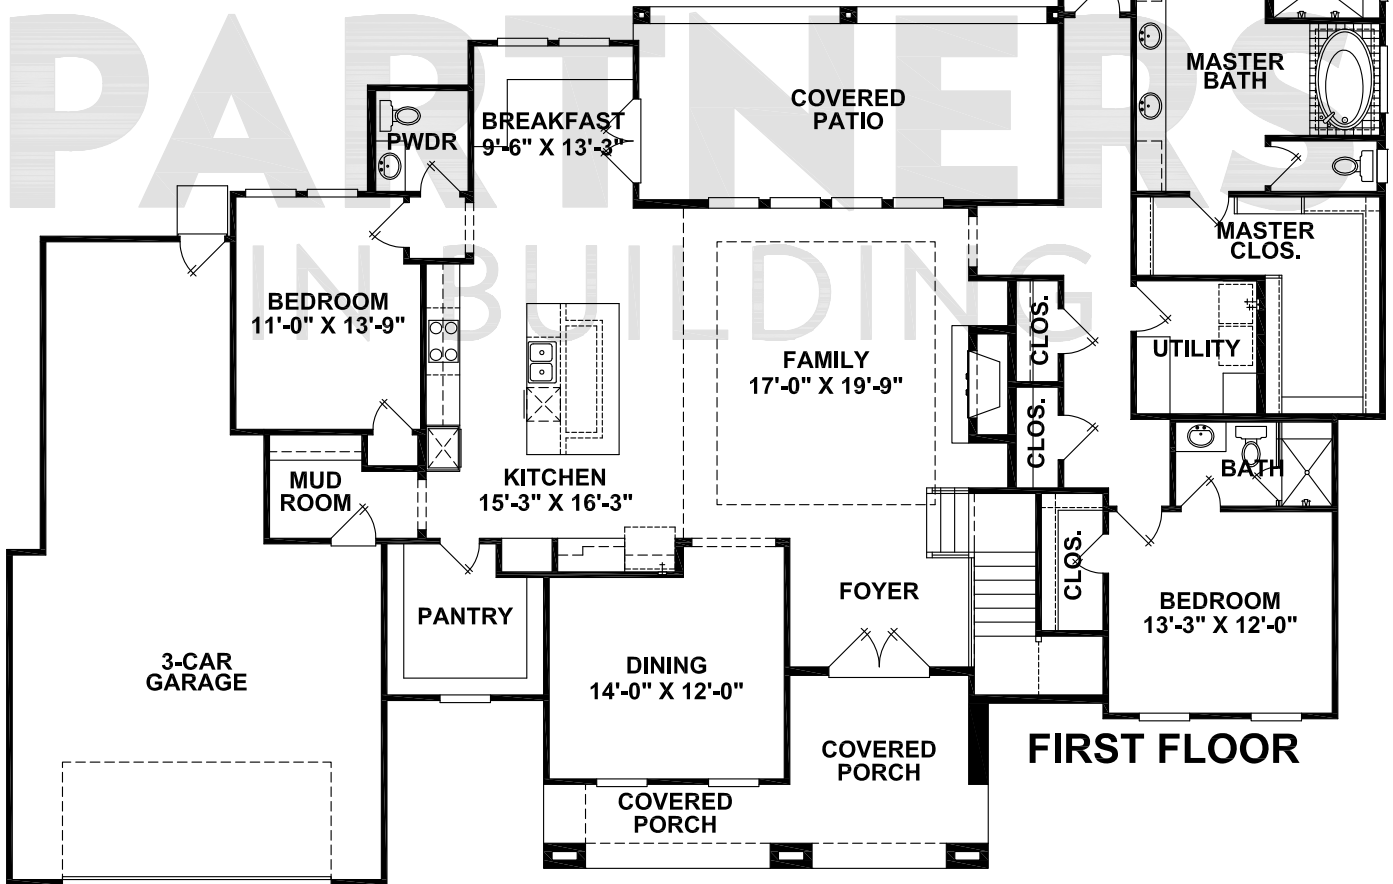 PARTNERS
IN BUILDING
COVERED
PATIO
MASTER
BATH
BREAKFAST
9'-6" X 13'-3"
PWDR
MASTER
CLOS.
BEDROOM
11'-0" X 13'-9"
FAMILY
17'-0" X 19'-9"
CLOS.
UTILITY
CLOS.
MUD
ROOM
KITCHEN
15'-3" X 16'-3"
BATH
PANTRY
FOYER
CLOS.
BEDROOM
13'-3" X 12'-0"
3-CAR
GARAGE
DINING
14'-0" X 12'-0"
COVERED
PORCH
FIRST FLOOR
COVERED
PORCH